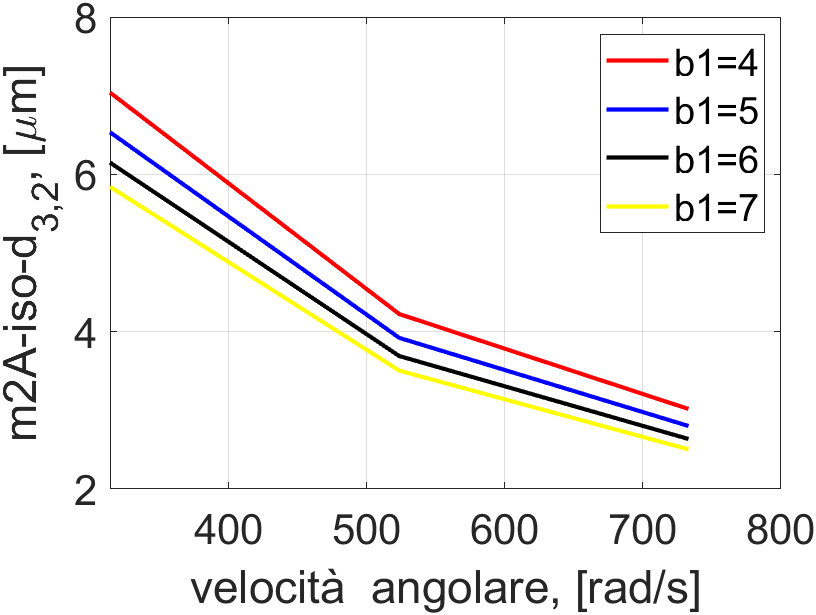 8
6
4
2
m2A-iso-d3,2, [μm]
b1=4
b1=5
b1=6
b1=7
400 500 600 700 800
velocità angolare, [rad/s]